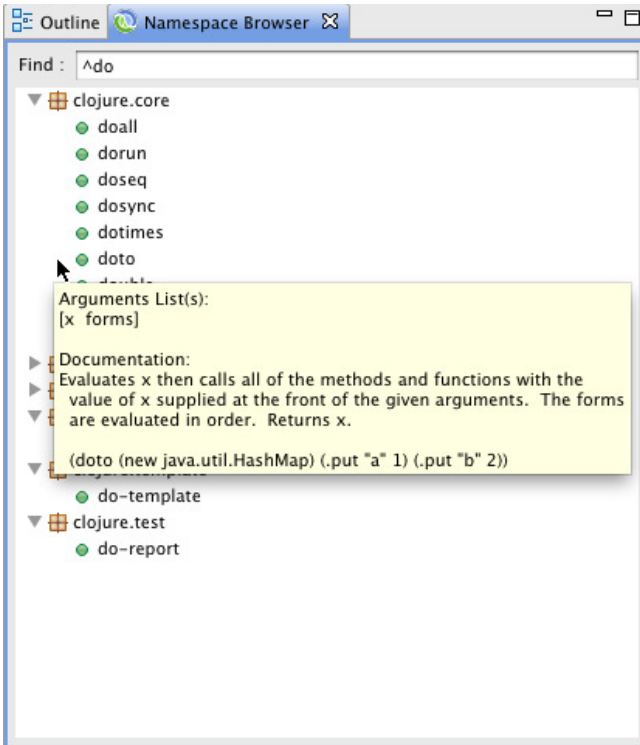 Outline Namespace Browser
Find : ^do
clojure.core
doall
dorun
doseq
dosync
dotimes
doto
Arguments List(s):
[x forms]
Documentation:
Evaluates x then calls all of the methods and functions with the
value of x supplied at the front of the given arguments. The forms
are evaluated in order. Returns x.
(doto (new java.util.HashMap) (.put "a" 1) (.put "b" 2))
do-template
clojure.test
do-report